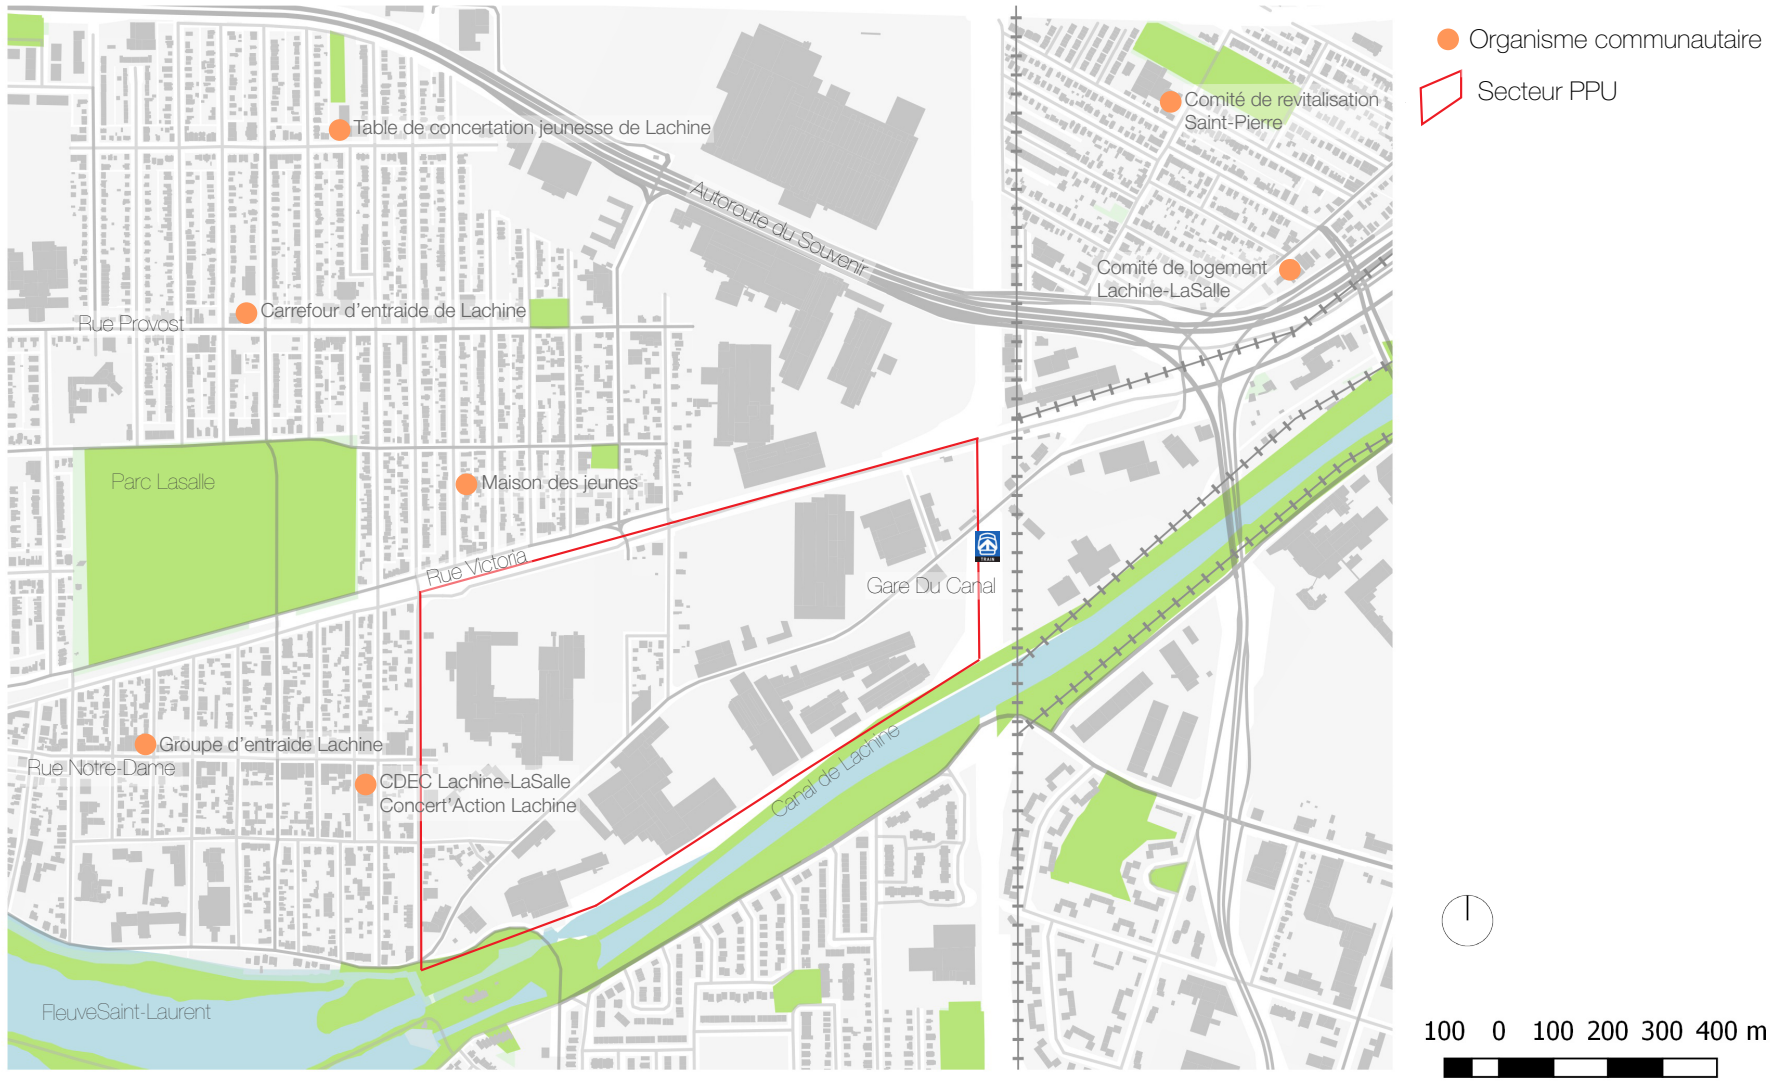 Organisme communautaire
Secteur PPU
Comité de revitalisation
Saint-Pierre
Table de concertation jeunesse de Lachine
Autoroute du Souvenir
Comité de logement
Lachine-LaSalle
Carrefour d'entraide de Lachine
Rue Provost
Parc Lasalle
Maison des jeunes
Rue Victoria
TRAIN
Gare Du Canal
Groupe d'entraide Lachine
Rue Notre-Dame
CDEC Lachine-LaSalle
Concert'Action Lachine
Canal de Lachine
FleuveSaint-Laurent
100 0 100 200 300 400 m